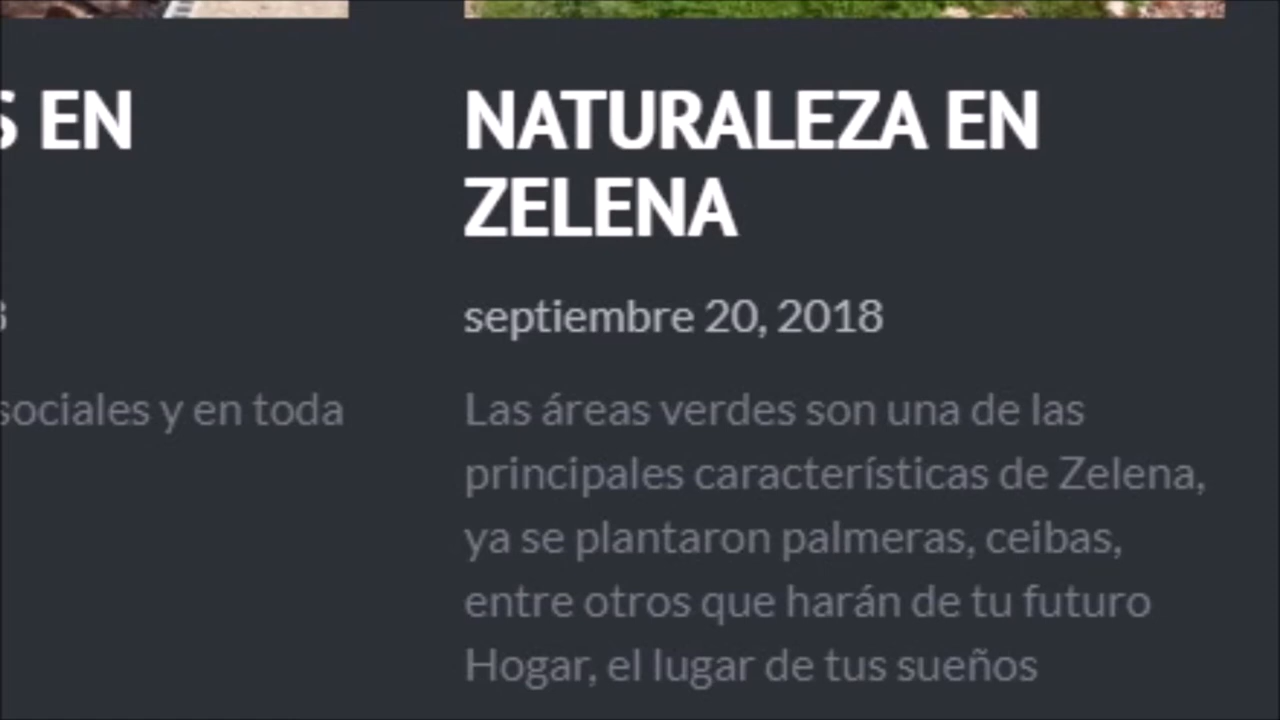 S EN
sociales y en toda
NATURALEZA EN
ZELENA
septiembre 20, 2018
Las áreas verdes son una de las
principales características de Zelena,
ya se plantaron palmeras, ceibas,
entre otros que harán de tu futuro
Hogar, el lugar de tus sueños